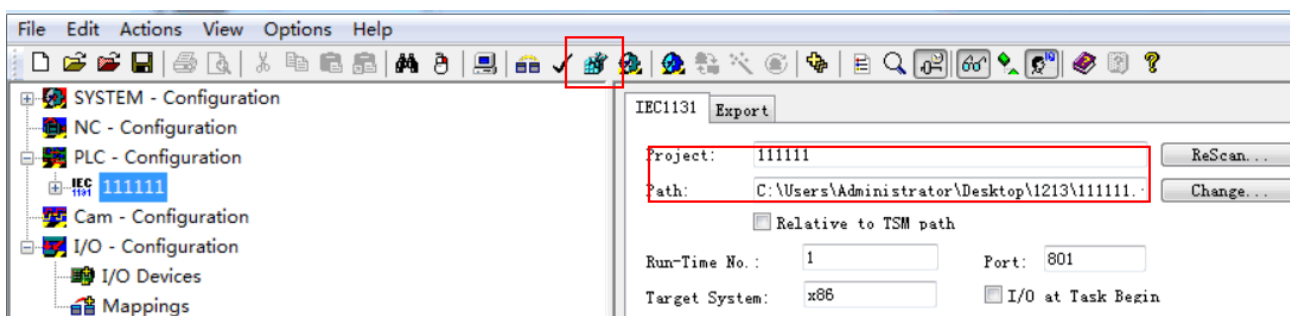 File Edit Actions View Options Help
SYSTEM - Configuration
NC - Configuration
PLC - Configuration
IEC 1131 111111
Cam - Configuration
I/O - Configuration
I/O Devices
Mappings
IEC1131 Export
Project: 111111 ReScan...
Path: C:\Users\Administrator\Desktop\1213\111111. Change...
Relative to TSM path
Run-Time No.: 1 Port: 801
Target System: x86 I/O at Task Begin